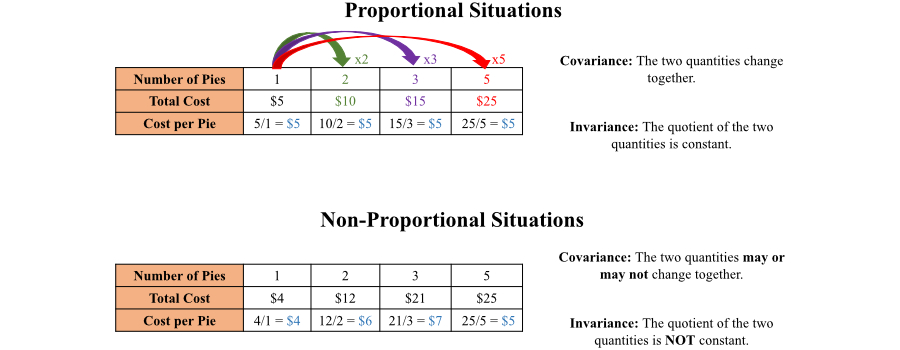 Proportional Situations
x2 x3 x5
Number of Pies 1 2 3 5
Total Cost $5 $10 $15 $25
Cost per Pie 5/1 = $5 10/2 = $5 15/3 = $5 25/5 = $5
Covariance: The two quantities change
together.
Invariance: The quotient of the two
quantities is constant.
Non-Proportional Situations
Number of Pies 1 2 3 5
Total Cost $4 $12 $21 $25
Cost per Pie 4/1 = $4 12/2 = $6 21/3 = $7 25/5 = $5
Covariance: The two quantities may or
may not change together.
Invariance: The quotient of the two
quantities is NOT constant.